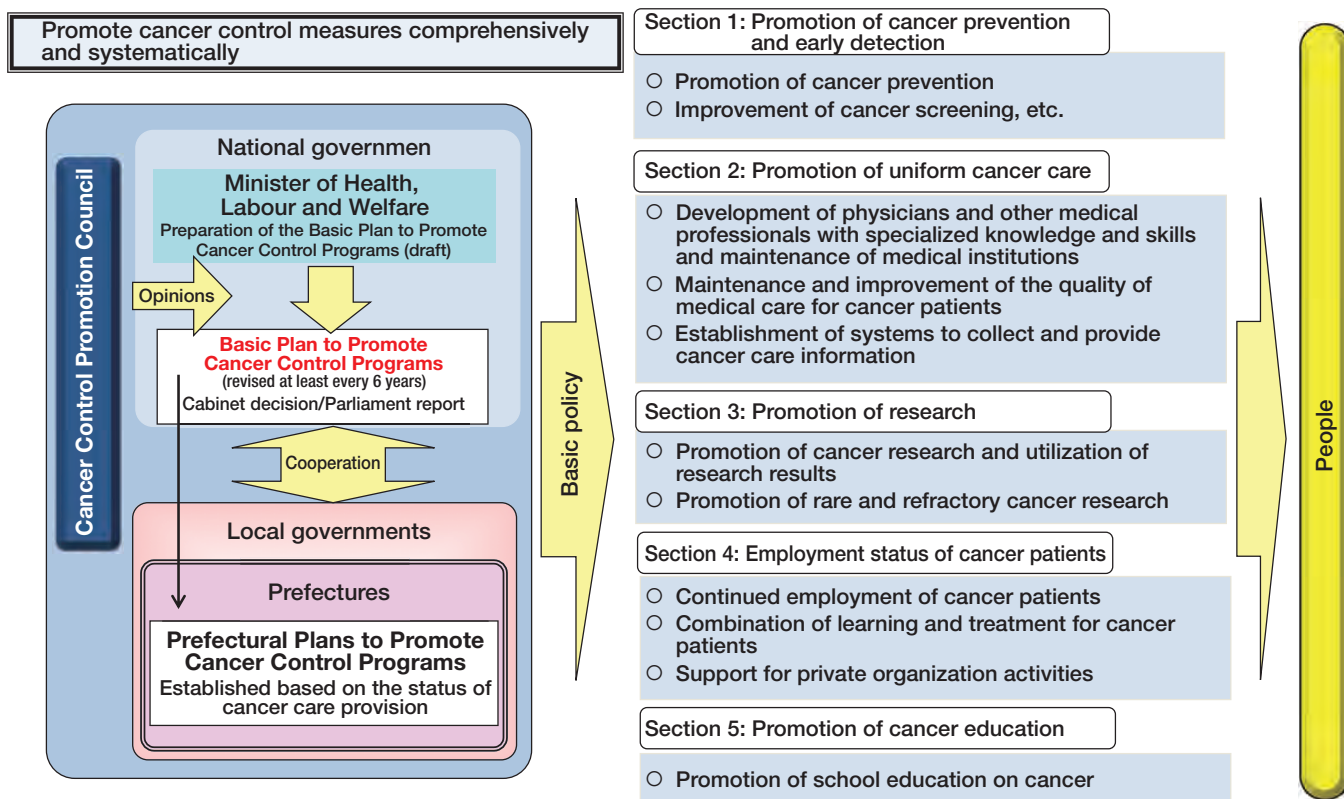 Promote cancer control measures comprehensively
and systematically
Cancer Control Promotion Council
National governmen
Minister of Health,
Labour and Welfare
Preparation of the Basic Plan to Promote
Cancer Control Programs (draft)
Opinions
Basic Plan to Promote
Cancer Control Programs
(revised at least every 6 years)
Cabinet decision/Parliament report
Cooperation
Local governments
Prefectures
Prefectural Plans to Promote
Cancer Control Programs
Established based on the status of
cancer care provision
Basic policy
Section 1: Promotion of cancer prevention
and early detection
○ Promotion of cancer prevention
○ Improvement of cancer screening, etc.
Section 2: Promotion of uniform cancer care
○ Development of physicians and other medical
professionals with specialized knowledge and skills
and maintenance of medical institutions
○ Maintenance and improvement of the quality of
medical care for cancer patients
○ Establishment of systems to collect and provide
cancer care information
Section 3: Promotion of research
○ Promotion of cancer research and utilization of
research results
○ Promotion of rare and refractory cancer research
Section 4: Employment status of cancer patients
○ Continued employment of cancer patients
○ Combination of learning and treatment for cancer
patients
○ Support for private organization activities
Section 5: Promotion of cancer education
○ Promotion of school education on cancer
People